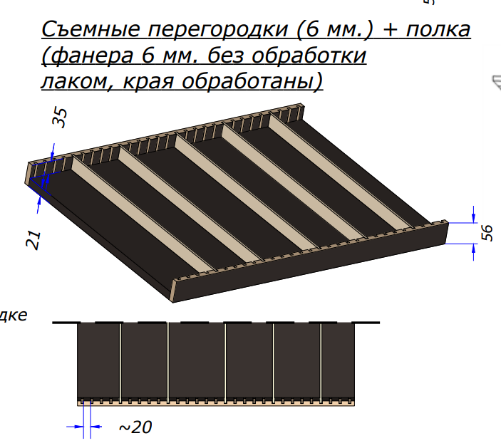 Съемные перегородки (6 мм.) + полка
(фанера 6 мм. без обработки
лаком, края обработаны)
35
21
56
дке
~20